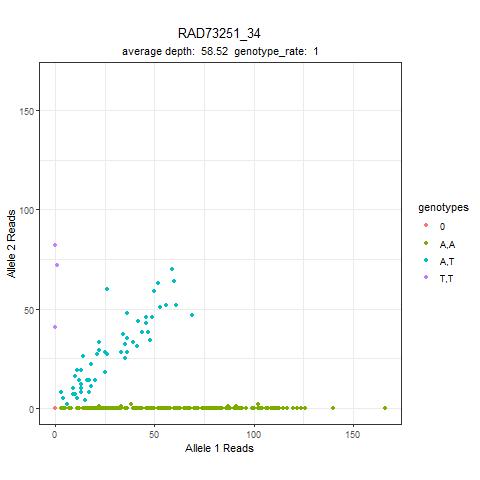 RAD73251_34
average depth:  58.52  genotype_rate:  1
150
100
50
0
Allele 2 Reads
0
50
100
150
Allele 1 Reads
genotypes
0
A,A
A,T
T,T